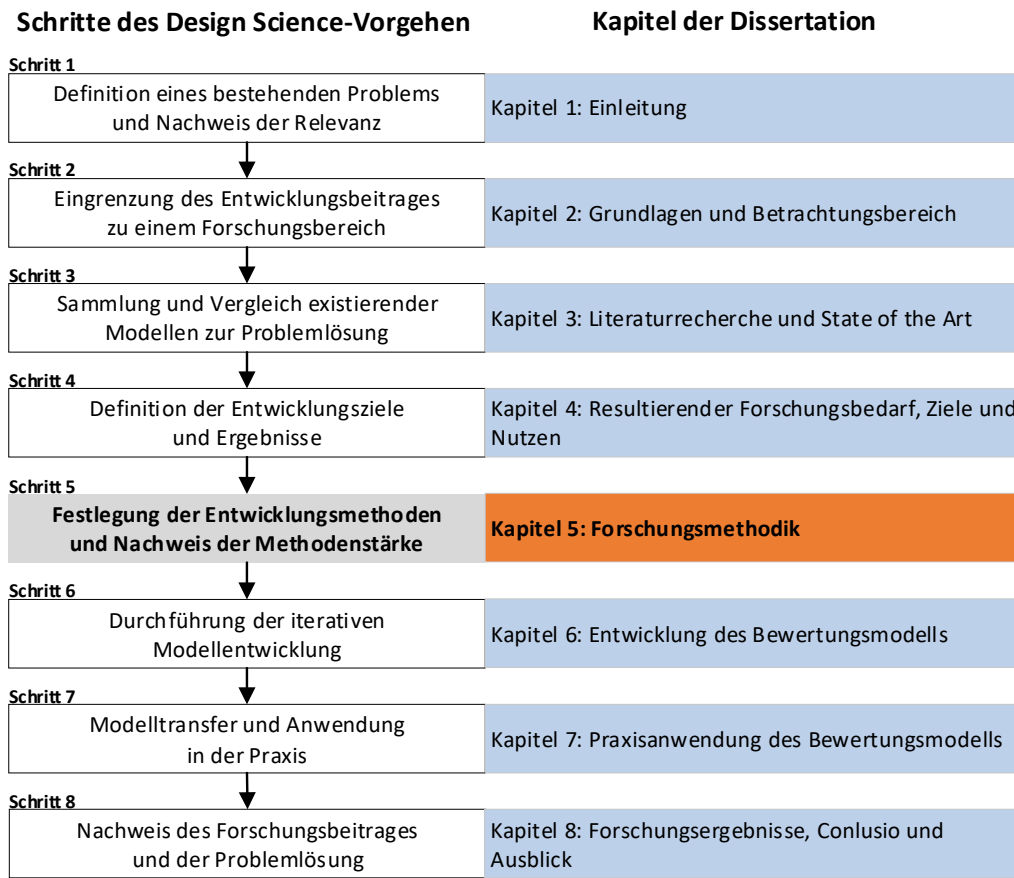 Schritte des Design Science-Vorgehen
Kapitel der Dissertation
Schritt 1
Definition eines bestehenden Problems
und Nachweis der Relevanz
Kapitel 1: Einleitung
Schritt 2
Eingrenzung des Entwicklungsbeitrages
zu einem Forschungsbereich
Kapitel 2: Grundlagen und Betrachtungsbereich
Schritt 3
Sammlung und Vergleich existierender
Modellen zur Problemlösung
Kapitel 3: Literaturrecherche und State of the Art
Schritt 4
Definition der Entwicklungsziele
und Ergebnisse
Kapitel 4: Resultierender Forschungsbedarf, Ziele und
Nutzen
Schritt 5
Festlegung der Entwicklungsmethoden
und Nachweis der Methodenstärke
Kapitel 5: Forschungsmethodik
Schritt 6
Durchführung der iterativen
Modellentwicklung
Kapitel 6: Entwicklung des Bewertungsmodells
Schritt 7
Modelltransfer und Anwendung
in der Praxis
Kapitel 7: Praxisanwendung des Bewertungsmodells
Schritt 8
Nachweis des Forschungsbeitrages
und der Problemlösung
Kapitel 8: Forschungsergebnisse, Conlusio und
Ausblick